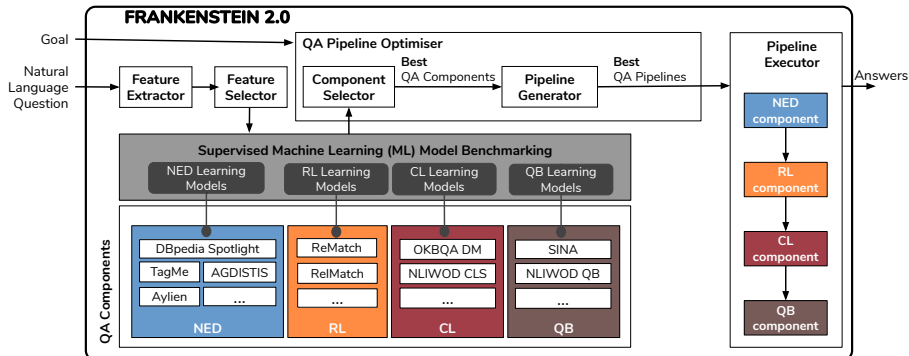 FRANKENSTEIN 2.0
Goal
QA Pipeline Optimiser
Pipeline
Executor
Natural
Language
Question
Feature
Extractor
Feature
Selector
Component
Selector
Best
QA Components
Pipeline
Generator
Best
QA Pipelines
Answers
NED
component
RL
component
CL
component
QB
component
Supervised Machine Learning (ML) Model Benchmarking
NED Learning
Models
RL Learning
Models
CL Learning
Models
QB Learning
Models
QA Components
DBpedia Spotlight
TagMe
AGDISTIS
Aylien
...
NED
ReMatch
RelMatch
...
RL
OKBQA DM
NLIWOD CLS
...
CL
SINA
NLIWOD QB
...
QB